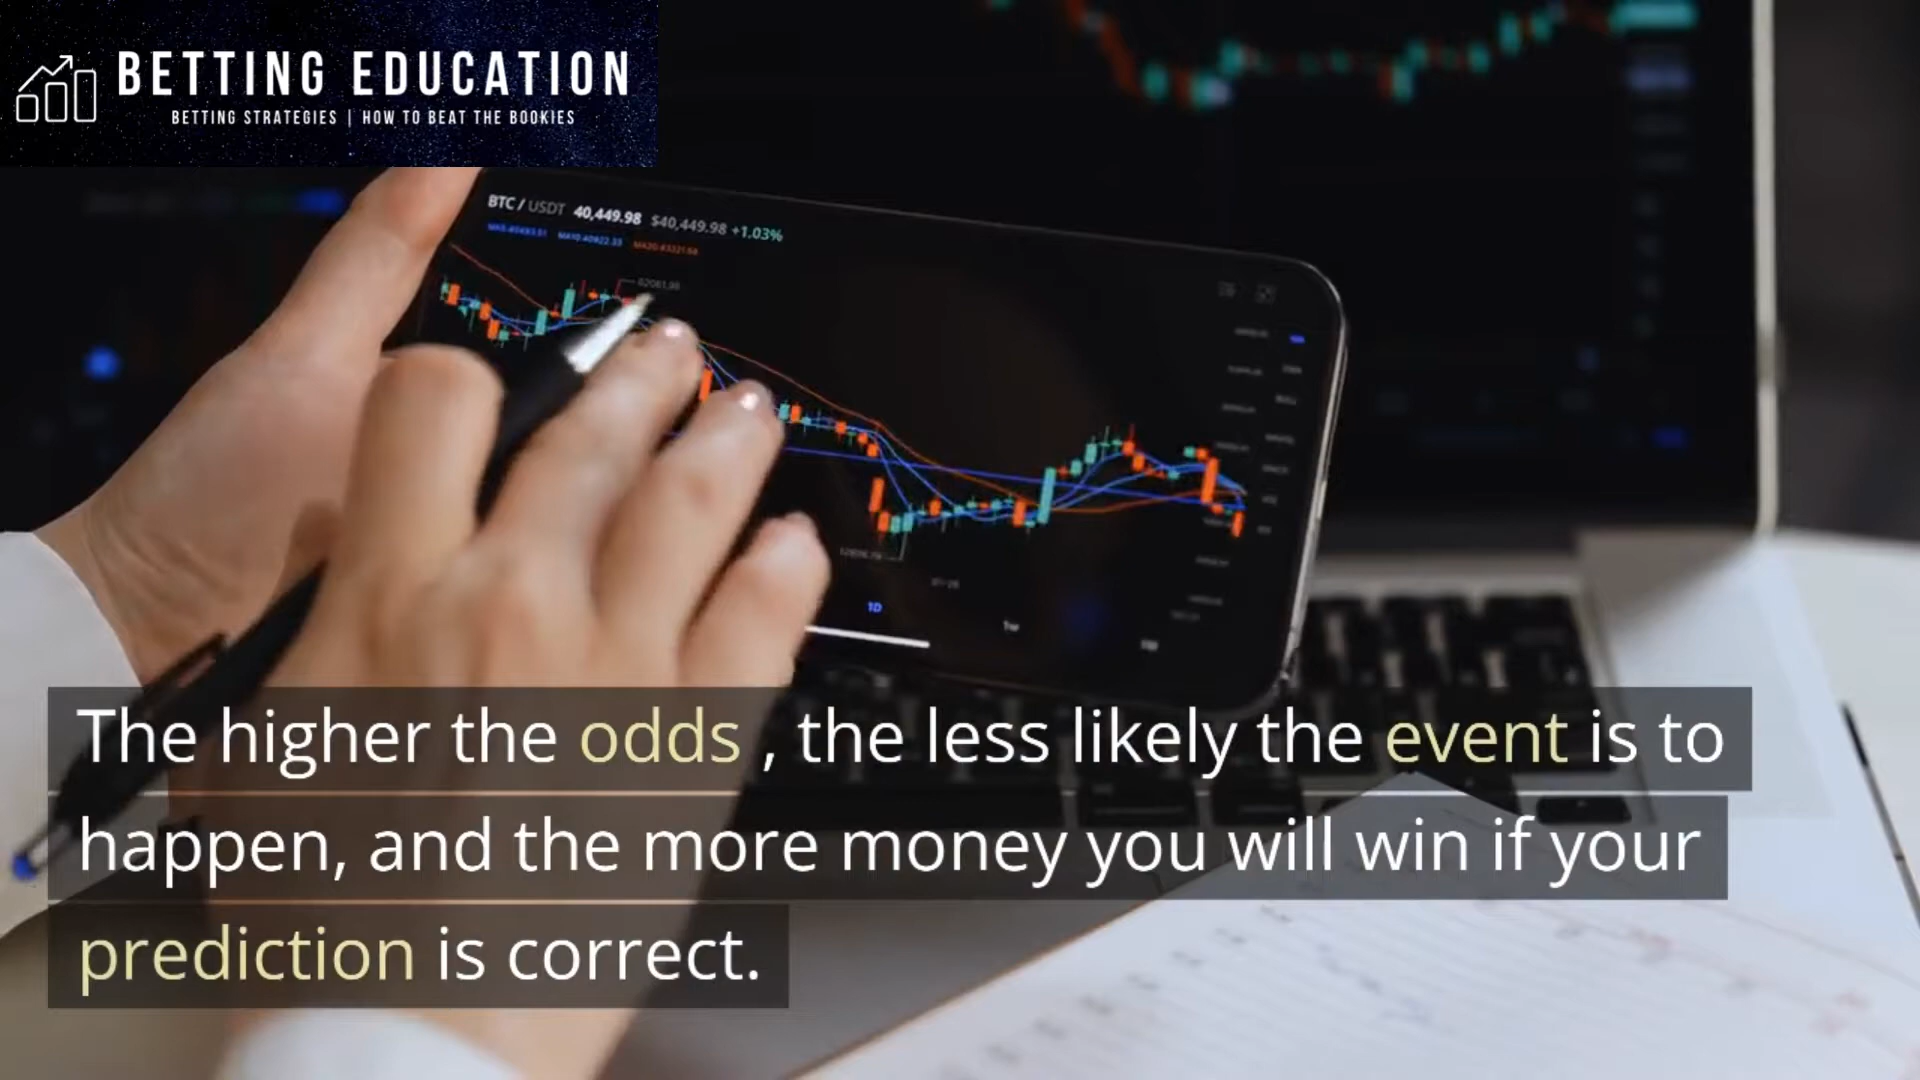 BETTING EDUCATION
BETTING STRATEGIES | HOW TO BEAT THE BOOKIES
BTC / USDT 40,449.98 $40,449.98 +1.03%
1D
The higher the odds , the less likely the event is to
happen, and the more money you will win if your
prediction is correct.